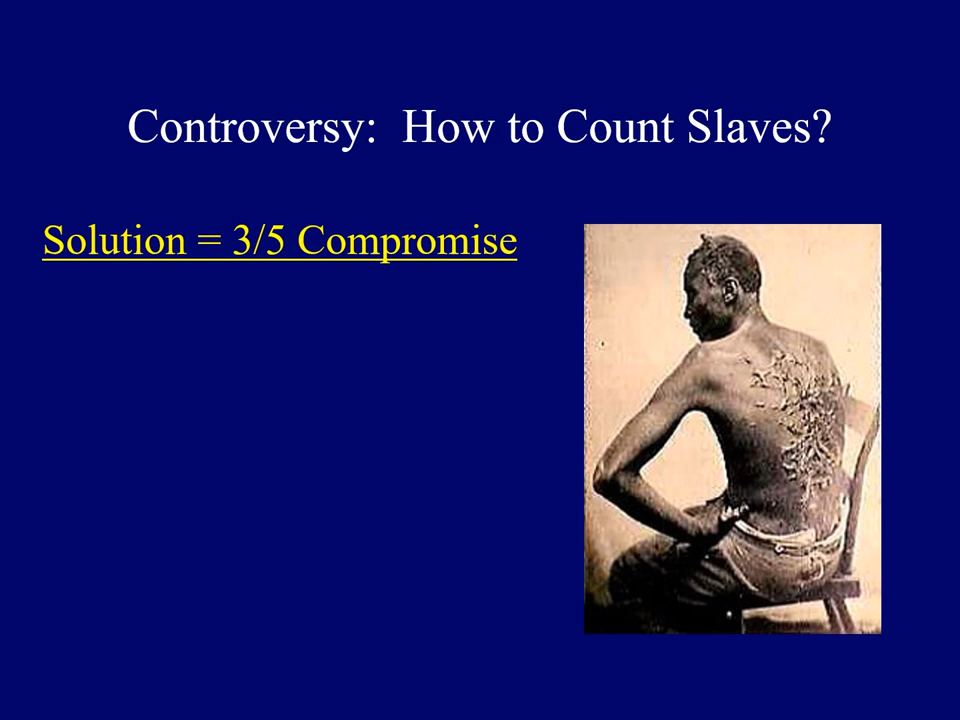 Controversy:  How to Count Slaves?
Solution = 3/5 Compromise